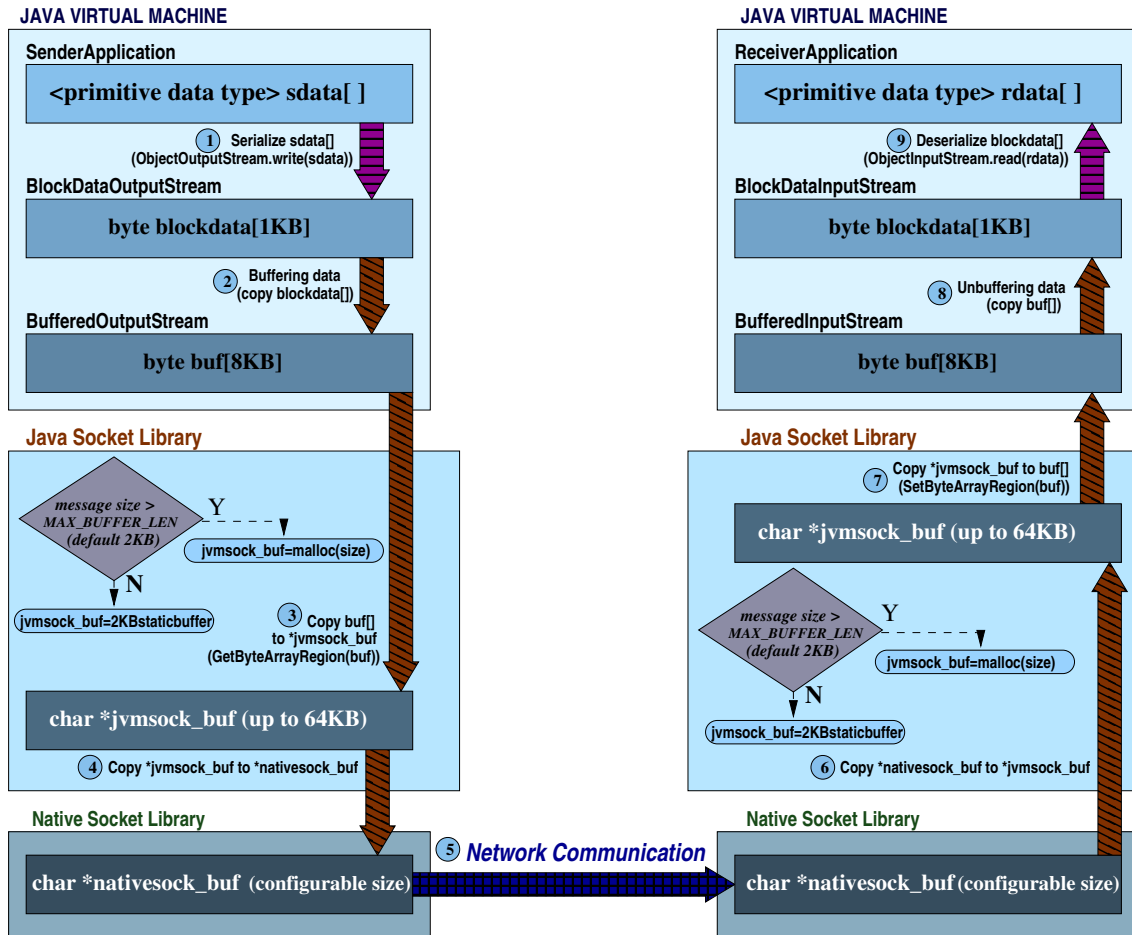 JAVA VIRTUAL MACHINE
SenderApplication
<primitive data type> sdata[ ]
1 Serialize sdata[]
(ObjectOutputStream.write(sdata))
BlockDataOutputStream
byte blockdata[1KB]
2 Buffering data
(copy blockdata[])
BufferedOutputStream
byte buf[8KB]
Java Socket Library
message size >
MAX_BUFFER_LEN
(default 2KB)
Y
jvmsock_buf=malloc(size)
N
jvmsock_buf=2KBstaticbuffer
3 Copy buf[]
to *jvmsock_buf
(GetByteArrayRegion(buf))
char *jvmsock_buf (up to 64KB)
4 Copy *jvmsock_buf to *nativesock_buf
Native Socket Library
char *nativesock_buf (configurable size)
5 Network Communication
JAVA VIRTUAL MACHINE
ReceiverApplication
<primitive data type> rdata[ ]
9 Deserialize blockdata[]
(ObjectInputStream.read(rdata))
BlockDataInputStream
byte blockdata[1KB]
8 Unbuffering data
(copy buf[])
BufferedInputStream
byte buf[8KB]
Java Socket Library
7 Copy *jvmsock_buf to buf[]
(SetByteArrayRegion(buf))
char *jvmsock_buf (up to 64KB)
message size >
MAX_BUFFER_LEN
(default 2KB)
Y
jvmsock_buf=malloc(size)
N
jvmsock_buf=2KBstaticbuffer
6 Copy *nativesock_buf to *jvmsock_buf
Native Socket Library
char *nativesock_buf (configurable size)